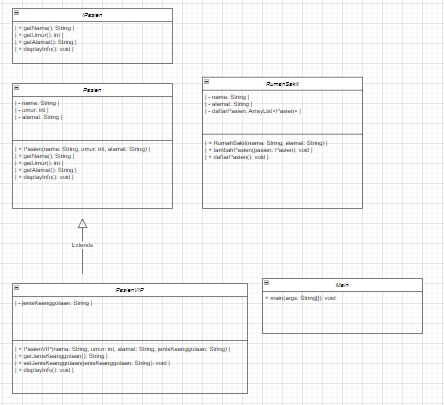 IPasien
| + getNama(): String |
| + getUmur(): int |
| + getAlamat(): String |
| + displayInfo(): void |
Pasien
| - nama: String |
| - umur: int |
| - alamat: String |
| + Pasien(nama: String, umur: int, alamat: String) |
| + getNama(): String |
| + getUmur(): int |
| + getAlamat(): String |
| + displayInfo(): void |
RumahSakit
| - nama: String |
| - alamat: String |
| - daftarPasien: ArrayList<Pasien> |
| + RumahSakit(nama: String, alamat: String) |
| + tambahPasien(pasien: Pasien): void |
| + daftarPasien(): void |
Extends
PasienVIP
| - jenisKeanggotaan: String |
| + PasienVIP(nama: String, umur: int, alamat: String, jenisKeanggotaan: String) |
| + getJenisKeanggotaan(): String |
| + setJenisKeanggotaan(jenisKeanggotaan: String): void |
| + displayInfo(): void |
Main
+ main(args: String[]): void